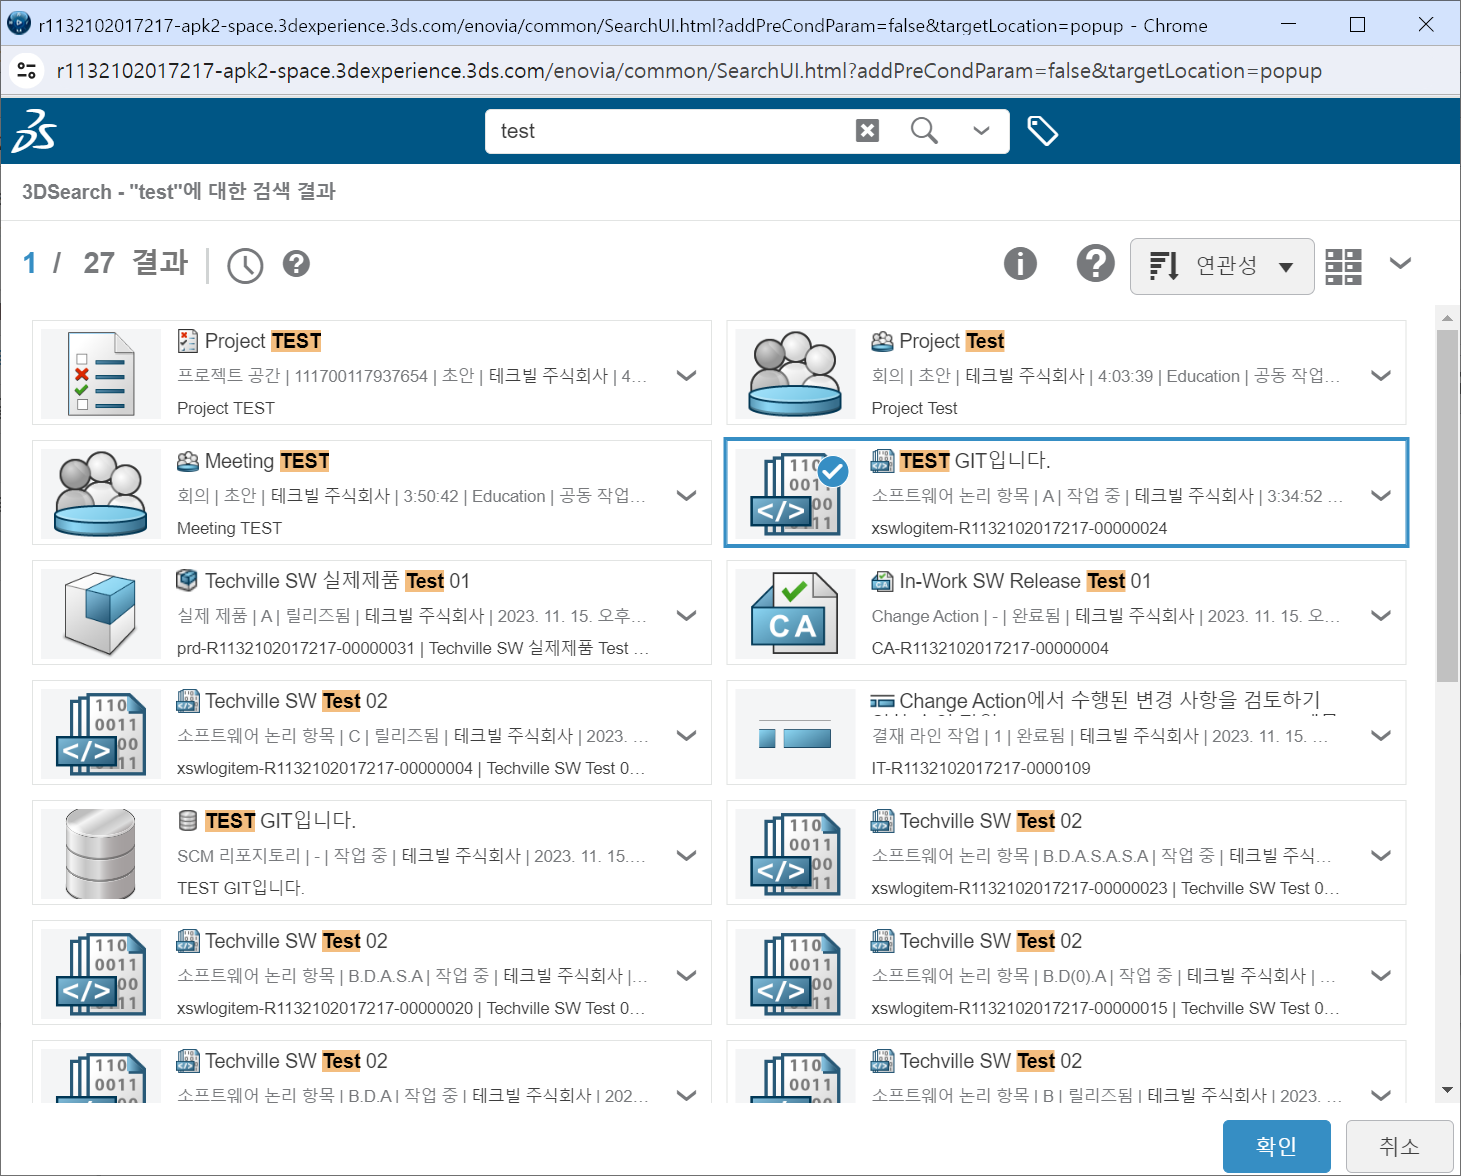 r1132102017217-apk2-space.3dexperience.3ds.com/enovia/common/SearchUI.html?addPreCondParam=false&targetLocation=popup - Chrome
r1132102017217-apk2-space.3dexperience.3ds.com/enovia/common/SearchUI.html?addPreCondParam=false&targetLocation=popup
test
3DSearch - "test"에 대한 검색 결과
1 / 27 결과
연관성
Project TEST
프로젝트 공간 | 111700117937654 | 초안 | 테크빌 주식회사 | 4...
Project TEST
Project Test
회의 | 초안 | 테크빌 주식회사 | 4:03:39 | Education | 공동 작업...
Project Test
Meeting TEST
회의 | 초안 | 테크빌 주식회사 | 3:50:42 | Education | 공동 작업...
Meeting TEST
TEST GIT입니다.
소프트웨어 논리 항목 | A | 작업 중 | 테크빌 주식회사 | 3:34:52 ...
xswlogitem-R1132102017217-00000024
Techville SW 실제제품 Test 01
실제 제품 | A | 릴리즈됨 | 테크빌 주식회사 | 2023. 11. 15. 오후...
prd-R1132102017217-00000031 | Techville SW 실제제품 Test ...
In-Work SW Release Test 01
Change Action | - | 완료됨 | 테크빌 주식회사 | 2023. 11. 15. 오...
CA-R1132102017217-00000004
Techville SW Test 02
소프트웨어 논리 항목 | C | 릴리즈됨 | 테크빌 주식회사 | 2023. ...
xswlogitem-R1132102017217-00000004 | Techville SW Test 0...
Change Action에서 수행된 변경 사항을 검토하기
결재 라인 작업 | 1 | 완료됨 | 테크빌 주식회사 | 2023. 11. 15. ...
IT-R1132102017217-0000109
TEST GIT입니다.
SCM 리포지토리 | - | 작업 중 | 테크빌 주식회사 | 2023. 11. 15....
TEST GIT입니다.
Techville SW Test 02
소프트웨어 논리 항목 | B.D.A.S.A.S.A | 작업 중 | 테크빌 주식...
xswlogitem-R1132102017217-00000023 | Techville SW Test 0...
Techville SW Test 02
소프트웨어 논리 항목 | B.D.A.S.A | 작업 중 | 테크빌 주식회사 |...
xswlogitem-R1132102017217-00000020 | Techville SW Test 0...
Techville SW Test 02
소프트웨어 논리 항목 | B.D(0).A | 작업 중 | 테크빌 주식회사 | ...
xswlogitem-R1132102017217-00000015 | Techville SW Test 0...
Techville SW Test 02
소프트웨어 논리 항목 | B.D.A | 작업 중 | 테크빌 주식회사 | 202...
Techville SW Test 02
소프트웨어 논리 항목 | B | 릴리즈됨 | 테크빌 주식회사 | 2023. ...
확인
취소